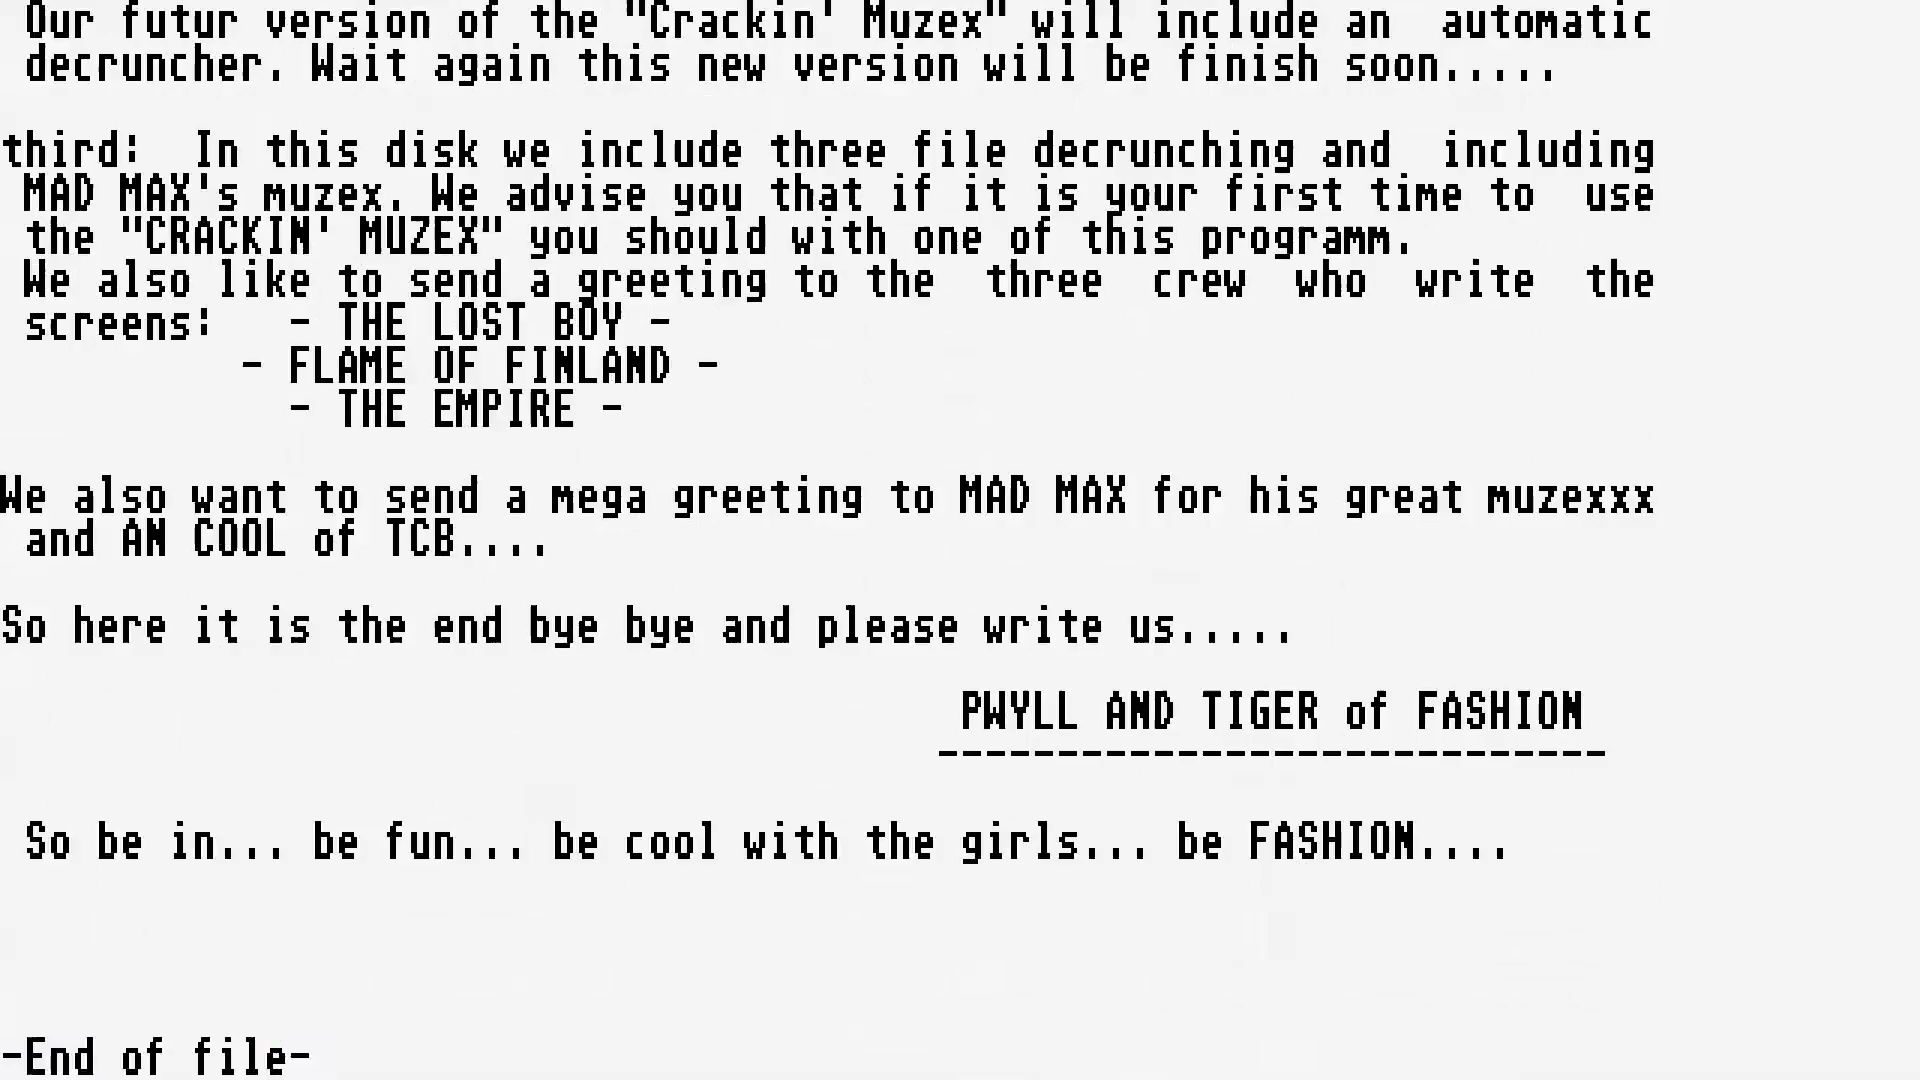 Our futur version of the "Crackin' Muzex" will include an  automatic
decruncher. Wait again this new version will be finish soon.....
third:  In this disk we include three file decrunching and  including
MAD MAX's muzex. We advise you that if it is your first time to  use
the "CRACKIN' MUZEX" you should with one of this programm.
We also like to send a greeting to the  three  crew  who  write  the
screens:   - THE LOST BOY -
- FLAME OF FINLAND -
- THE EMPIRE -
We also want to send a mega greeting to MAD MAX for his great muzexxx
and AN COOL of TCB....
So here it is the end bye bye and please write us.....
PWYLL AND TIGER of FASHION
----------------------------
So be in... be fun... be cool with the girls... be FASHION....
-End of file-